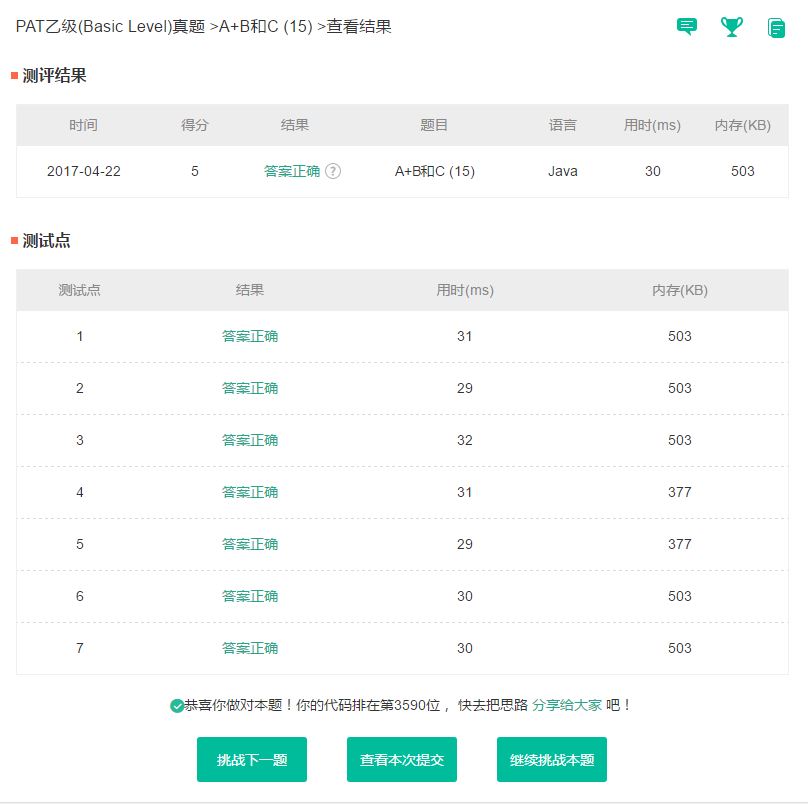 PAT乙级(Basic Level)真题 >A+B和C (15) >查看结果
测评结果
时间 得分 结果 题目 语言 用时(ms) 内存(KB)
2017-04-22 5 答案正确 ? A+B和C (15) Java 30 503
测试点
测试点 结果 用时(ms) 内存(KB)
1 答案正确 31 503
2 答案正确 29 503
3 答案正确 32 503
4 答案正确 31 377
5 答案正确 29 377
6 答案正确 30 503
7 答案正确 30 503
恭喜你做对本题！你的代码排在第3590位， 快去把思路 分享给大家 吧！
挑战下一题 查看本次提交 继续挑战本题